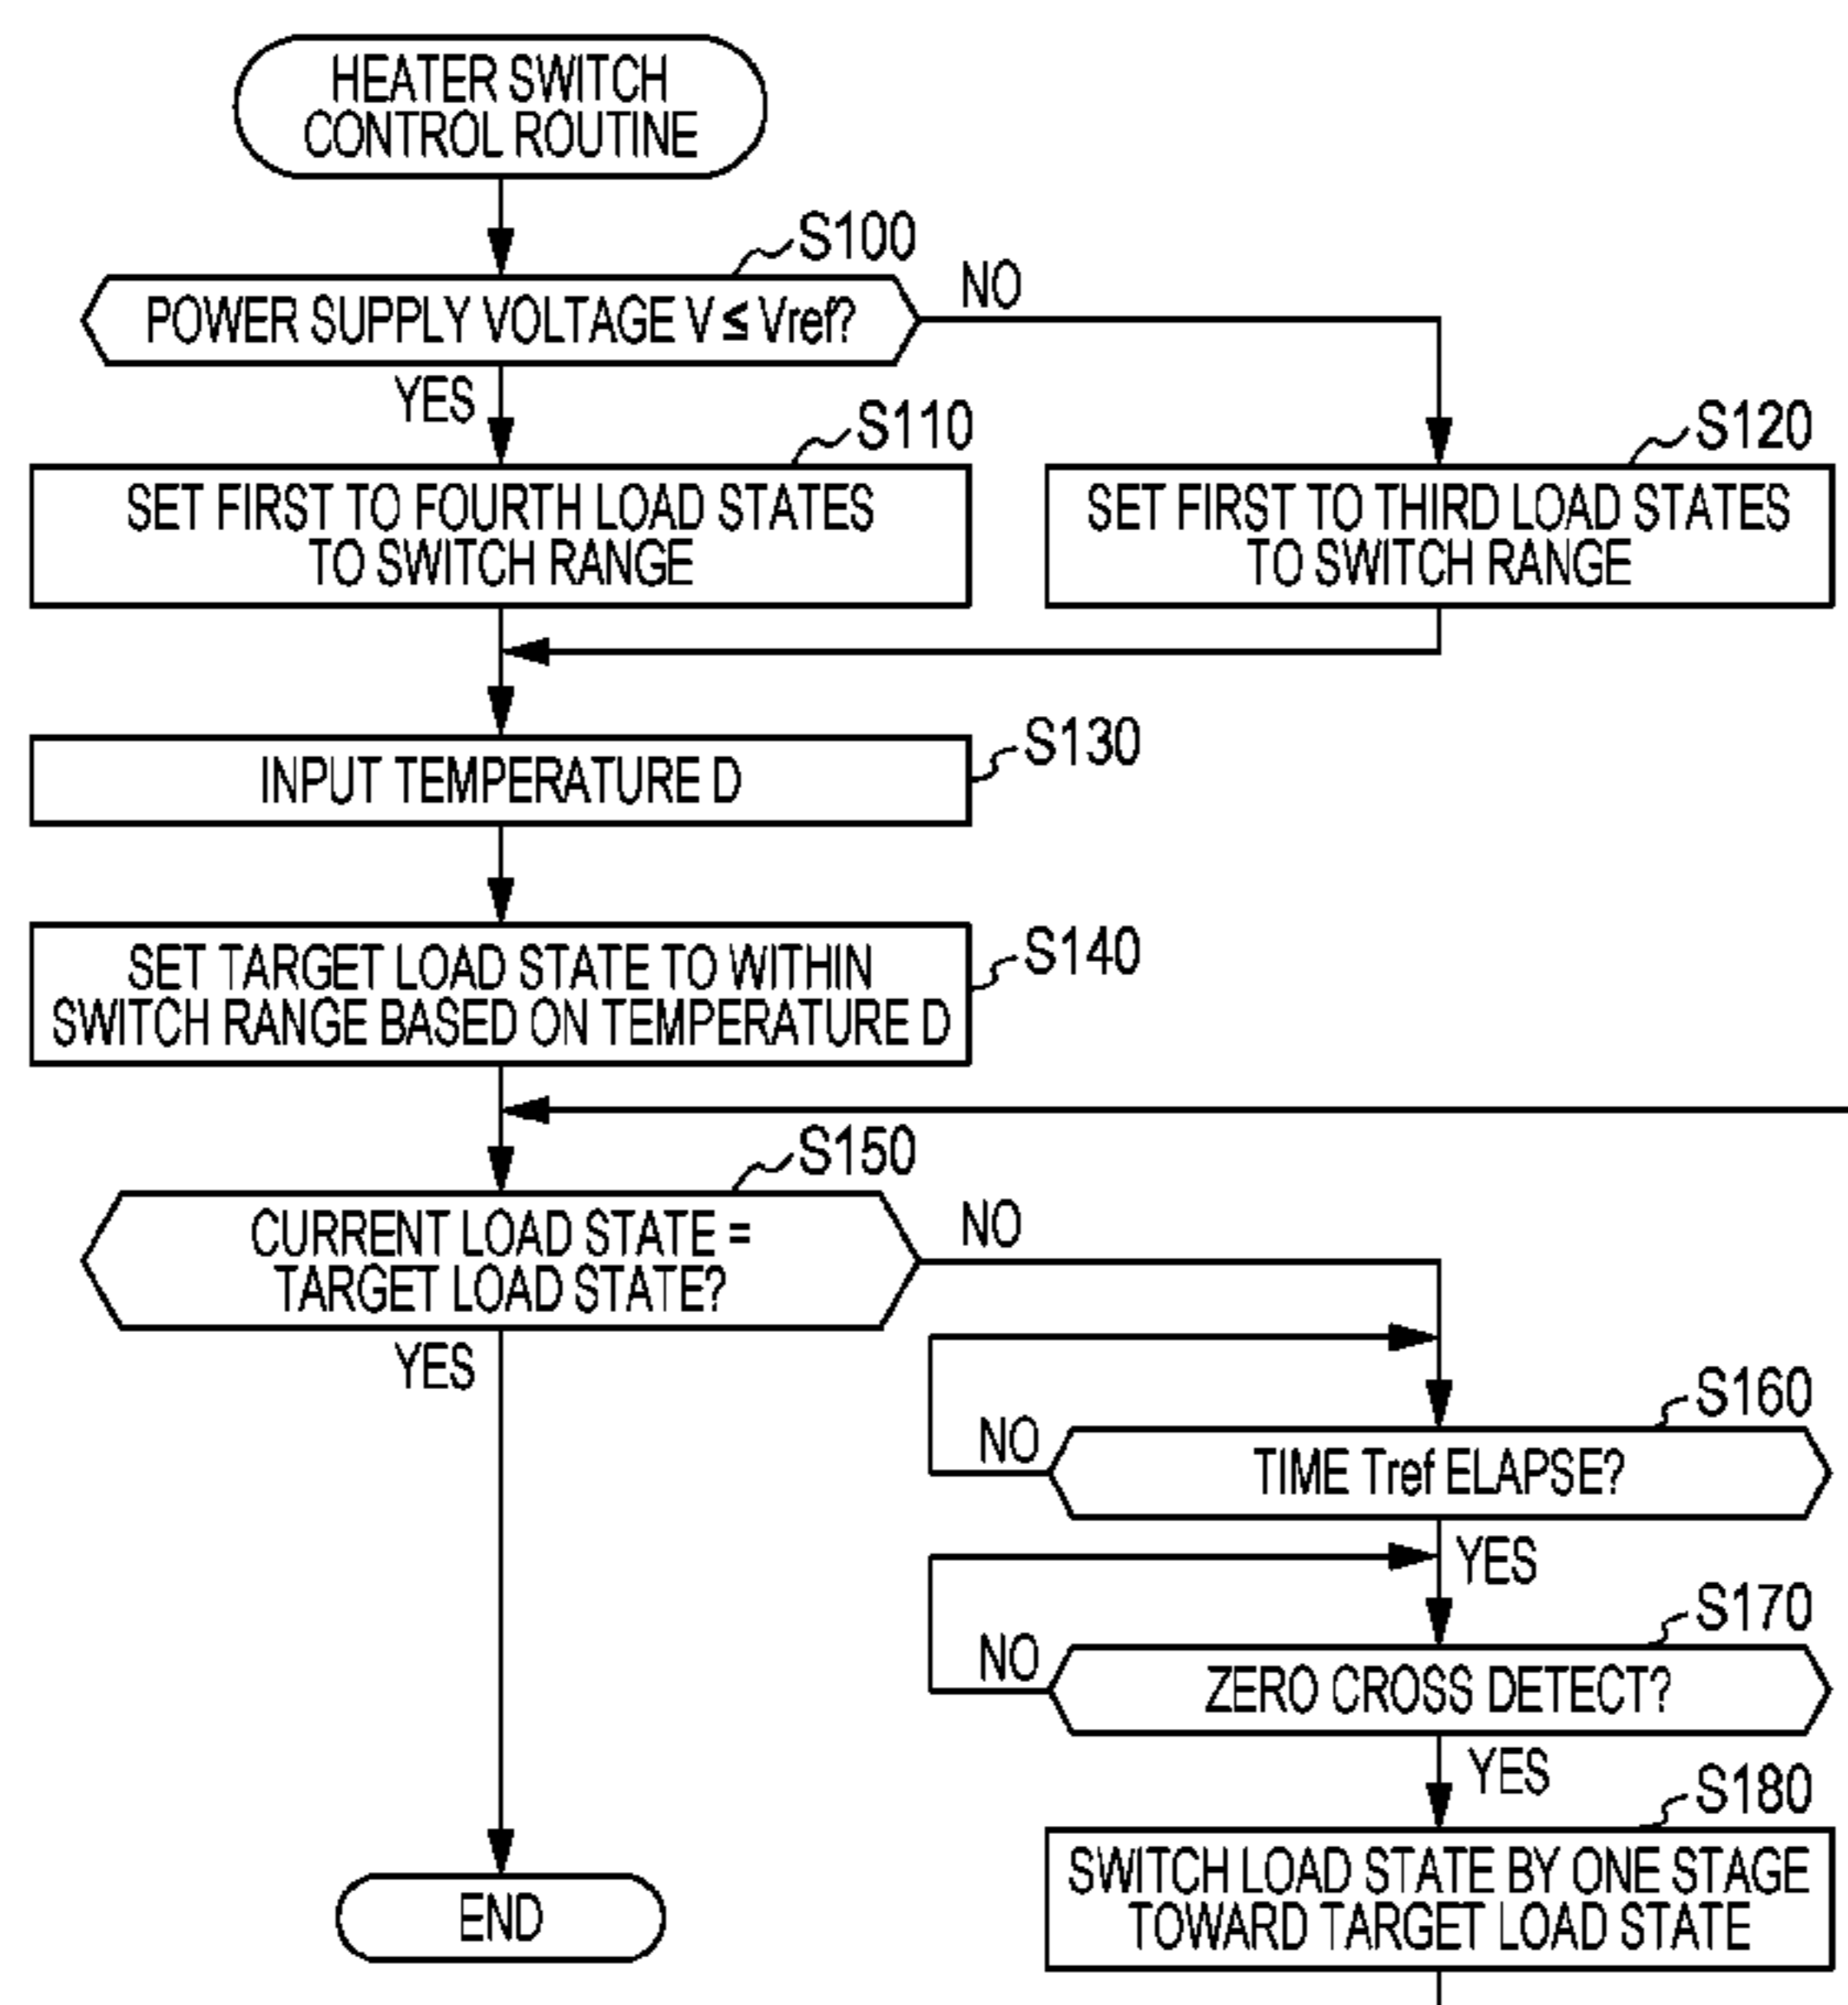 HEATER SWITCH
CONTROL ROUTINE
S100
POWER SUPPLY VOLTAGE V ≤ Vref?
NO
YES
S110
SET FIRST TO FOURTH LOAD STATES
TO SWITCH RANGE
S120
SET FIRST TO THIRD LOAD STATES
TO SWITCH RANGE
S130
INPUT TEMPERATURE D
S140
SET TARGET LOAD STATE TO WITHIN
SWITCH RANGE BASED ON TEMPERATURE D
S150
CURRENT LOAD STATE =
TARGET LOAD STATE?
NO
YES
S160
TIME Tref ELAPSE?
NO
YES
S170
ZERO CROSS DETECT?
NO
YES
S180
SWITCH LOAD STATE BY ONE STAGE
TOWARD TARGET LOAD STATE
END